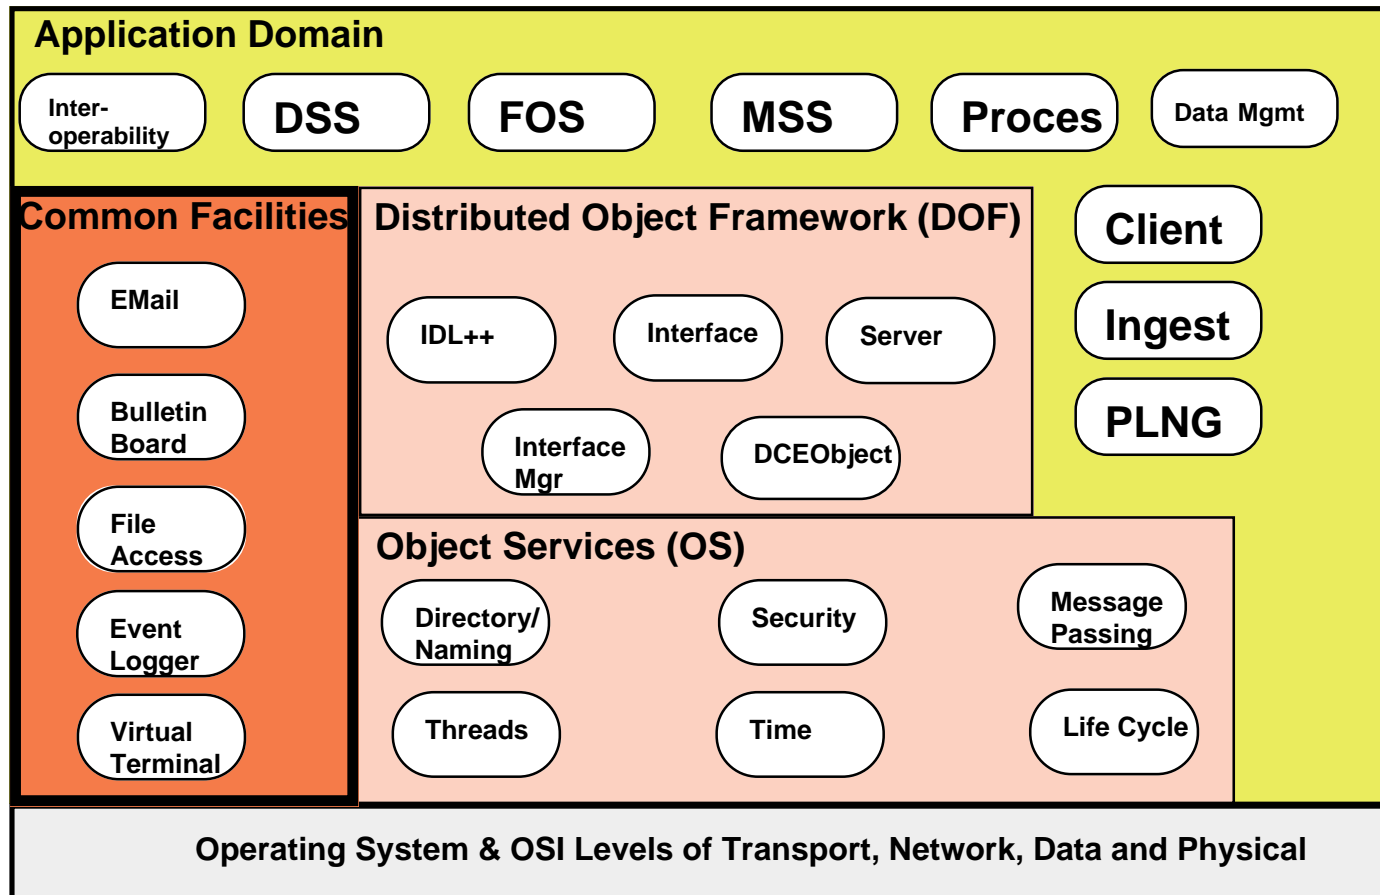 Application Domain
Inter-
operability
DSS
FOS
MSS
Proces
Data Mgmt
Common Facilities
EMail
Bulletin
Board
File
Access
Event
Logger
Virtual
Terminal
Distributed Object Framework (DOF)
IDL++
Interface
Server
Interface
Mgr
DCEObject
Client
Ingest
PLNG
Object Services (OS)
Directory/
Naming
Security
Message
Passing
Threads
Time
Life Cycle
Operating System & OSI Levels of Transport, Network, Data and Physical